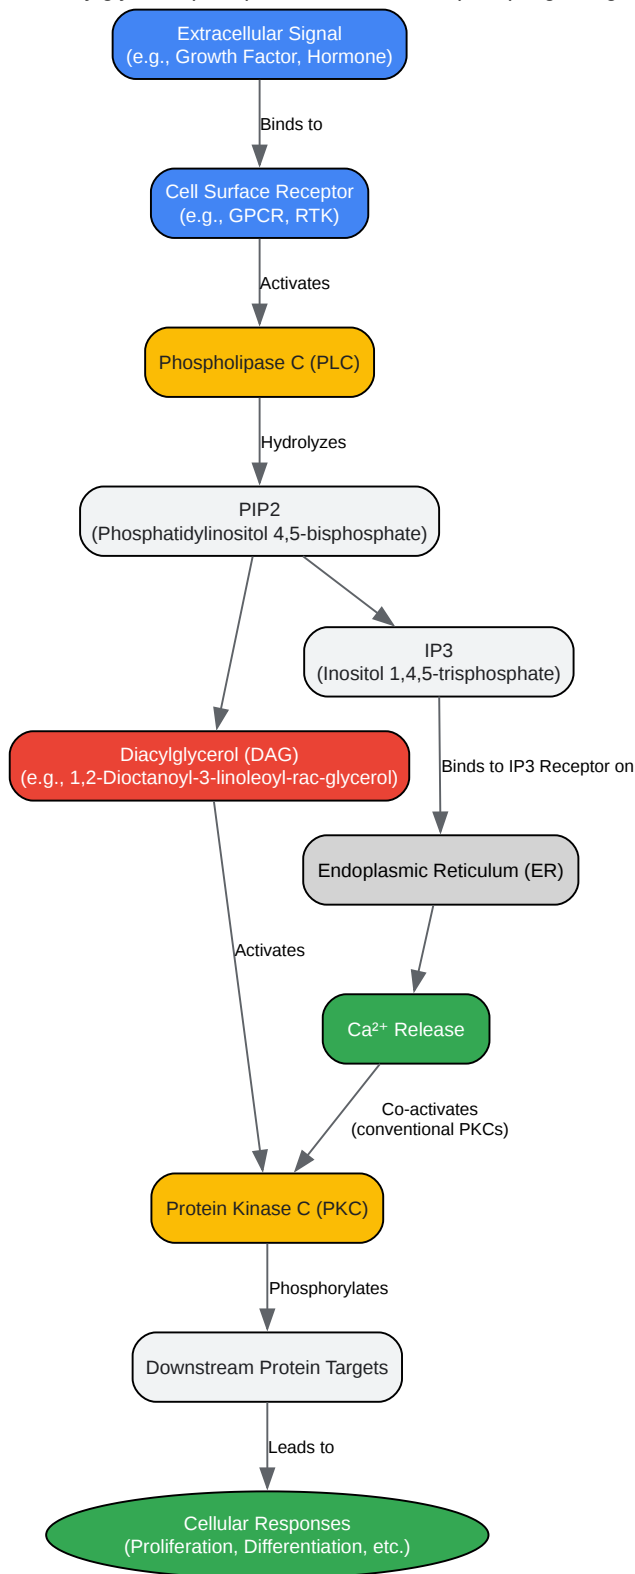 Extracellular Signal
(e.g., Growth Factor, Hormone)
Binds to
Cell Surface Receptor
(e.g., GPCR, RTK)
Activates
Phospholipase C (PLC)
Hydrolyzes
PIP2
(Phosphatidylinositol 4,5-bisphosphate)
IP3
(Inositol 1,4,5-trisphosphate)
Diacylglycerol (DAG)
(e.g., 1,2-Dioctanoyl-3-linoleoyl-rac-glycerol)
Binds to IP3 Receptor on
Endoplasmic Reticulum (ER)
Activates
Ca²⁺ Release
Co-activates
(conventional PKCs)
Protein Kinase C (PKC)
Phosphorylates
Downstream Protein Targets
Leads to
Cellular Responses
(Proliferation, Differentiation, etc.)